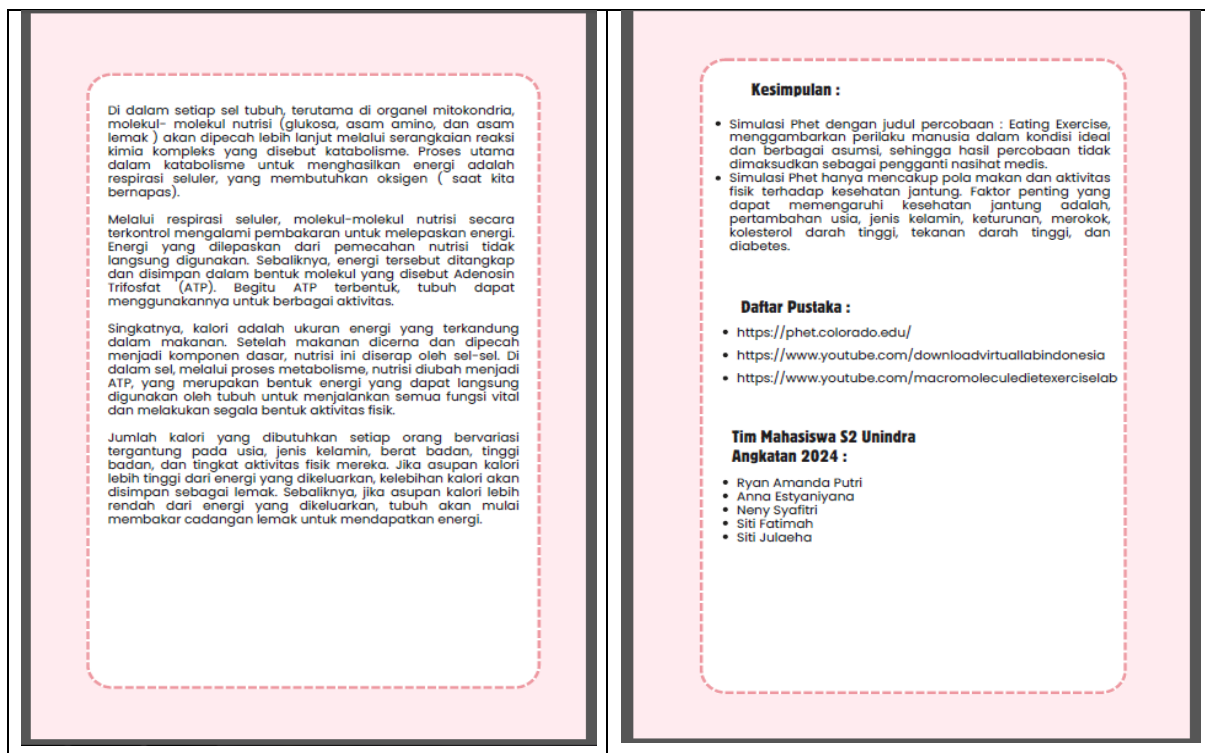 Di dalam setiap sel tubuh, terutama di organel mitokondria,
molekul- molekul nutrisi (glukosa, asam amino, dan asam
lemak ) akan dipecah lebih lanjut melalui serangkaian reaksi
kimia kompleks yang disebut katabolisme. Proses utama
dalam katabolisme untuk menghasilkan energi adalah
respirasi seluler, yang membutuhkan oksigen ( saat kita
bernapas).
Melalui respirasi seluler, molekul-molekul nutrisi secara
terkontrol mengalami pembakaran untuk melepaskan energi.
Energi yang dilepaskan dari pemecahan nutrisi tidak
langsung digunakan. Sebaliknya, energi tersebut ditangkap
dan disimpan dalam bentuk molekul yang disebut Adenosin
Trifosfat (ATP). Begitu ATP terbentuk, tubuh dapat
menggunakannya untuk berbagai aktivitas.
Singkatnya, kalori adalah ukuran energi yang terkandung
dalam makanan. Setelah makanan dicerna dan dipecah
menjadi komponen dasar, nutrisi ini diserap oleh sel-sel. Di
dalam sel, melalui proses metabolisme, nutrisi diubah menjadi
ATP, yang merupakan bentuk energi yang dapat langsung
digunakan oleh tubuh untuk menjalankan semua fungsi vital
dan melakukan segala bentuk aktivitas fisik.
Jumlah kalori yang dibutuhkan setiap orang bervariasi
tergantung pada usia, jenis kelamin, berat badan, tinggi
badan, dan tingkat aktivitas fisik mereka. Jika asupan kalori
lebih tinggi dari energi yang dikeluarkan, kelebihan kalori akan
disimpan sebagai lemak. Sebaliknya, jika asupan kalori lebih
rendah dari energi yang dikeluarkan, tubuh akan mulai
membakar cadangan lemak untuk mendapatkan energi.
Kesimpulan :
• Simulasi Phet dengan judul percobaan : Eating Exercise,
menggambarkan perilaku manusia dalam kondisi ideal
dan berbagai asumsi, sehingga hasil percobaan tidak
dimaksudkan sebagai pengganti nasihat medis.
• Simulasi Phet hanya mencakup pola makan dan aktivitas
fisik terhadap kesehatan jantung. Faktor penting yang
dapat memengaruhi kesehatan jantung adalah,
pertambahan usia, jenis kelamin, keturunan, merokok,
kolesterol darah tinggi, tekanan darah tinggi, dan
diabetes.
Daftar Pustaka :
• https://phet.colorado.edu/
• https://www.youtube.com/downloadvirtuallabindonesia
• https://www.youtube.com/macromoleculedietexerciselab
Tim Mahasiswa S2 Unindra
Angkatan 2024 :
• Ryan Amanda Putri
• Anna Estyaniyana
• Neny Syafitri
• Siti Fatimah
• Siti Julaeha